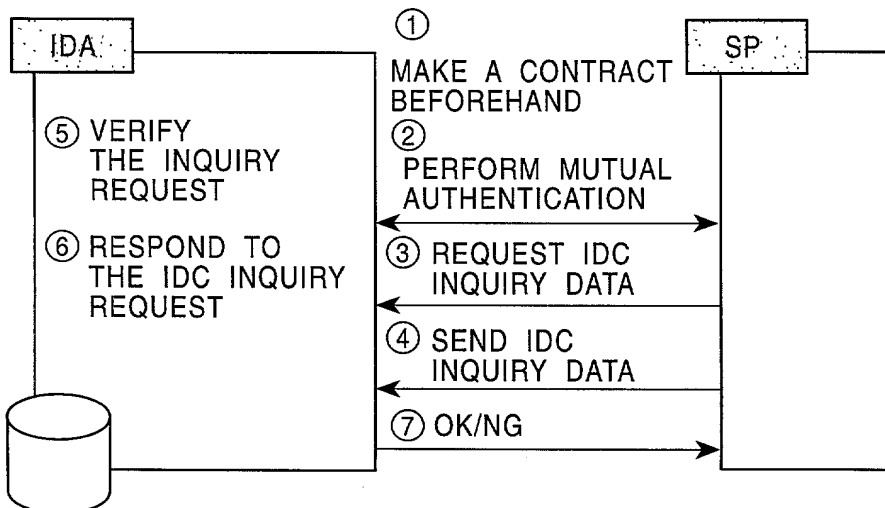 IDA
SP
①
MAKE A CONTRACT
BEFOREHAND
②
PERFORM MUTUAL
AUTHENTICATION
③ REQUEST IDC
INQUIRY DATA
④ SEND IDC
INQUIRY DATA
⑤ VERIFY
THE INQUIRY
REQUEST
⑥ RESPOND TO
THE IDC INQUIRY
REQUEST
⑦ OK/NG